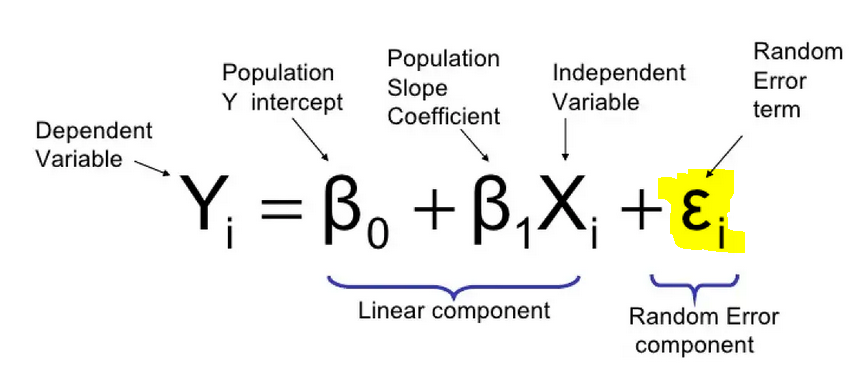 Dependent
Variable
Population
Y intercept
Population
Slope
Coefficient
Independent
Variable
Random
Error
term
Yi = β0 + β1Xi + εi
Linear component
Random Error
component